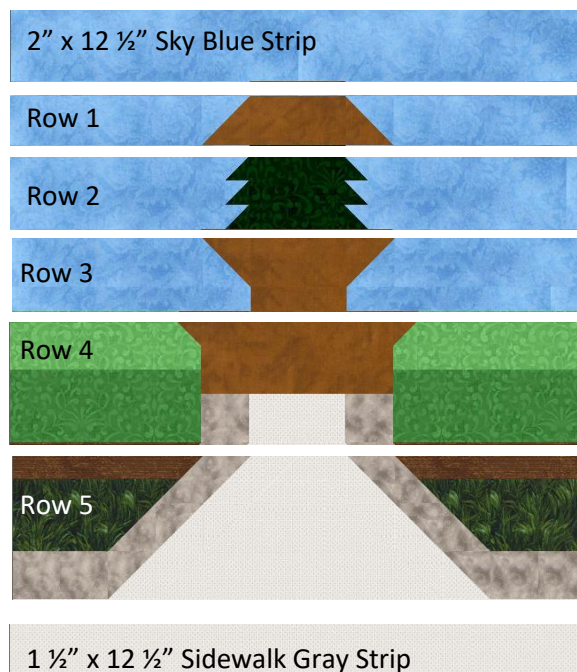 2” x 12 ½” Sky Blue Strip
Row 1
Row 2
Row 3
Row 4
Row 5
1 ½” x 12 ½” Sidewalk Gray Strip